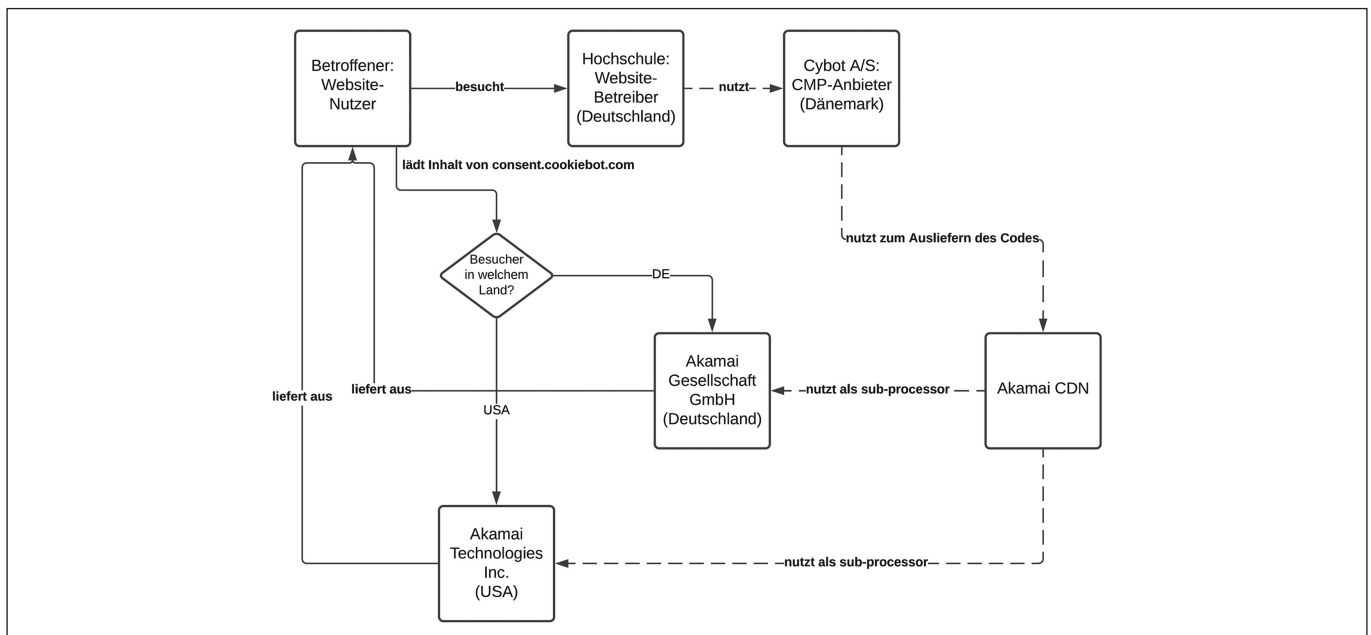 Betroffener:
Website-
Nutzer
besucht
Hochschule:
Website-
Betreiber
(Deutschland)
nutzt
Cybot A/S:
CMP-Anbieter
(Dänemark)
lädt Inhalt von consent.cookiebot.com
nutzt zum Ausliefern des Codes
Besucher
in welchem
Land?
DE
Akamai
Gesellschaft
GmbH
(Deutschland)
nutzt als sub-processor
Akamai CDN
liefert aus
liefert aus
USA
Akamai
Technologies
Inc.
(USA)
nutzt als sub-processor